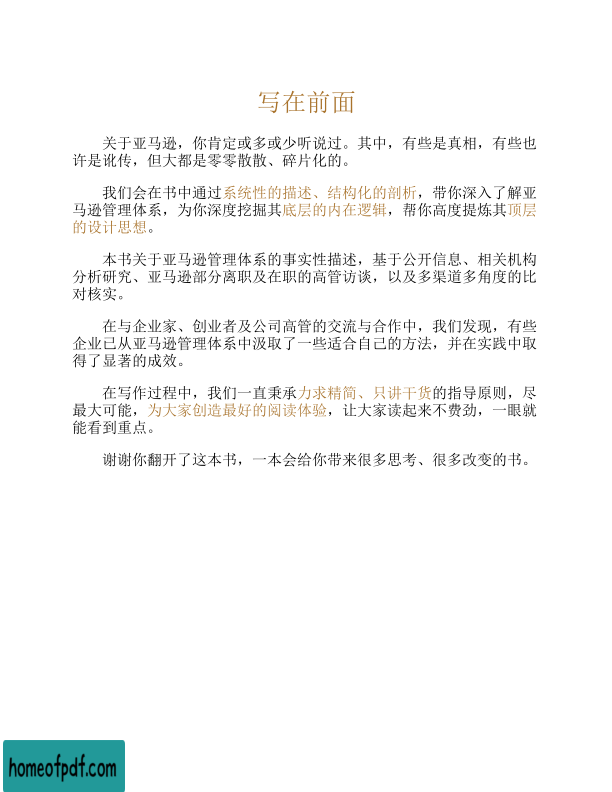 写在前面
关于亚马逊，你肯定或多或少听说过。其中，有些是真相，有些也
许是讹传，但大都是零零散散、碎片化的。
我们会在书中通过系统性的描述、结构化的剖析，带你深入了解亚
马逊管理体系，为你深度挖掘其底层的内在逻辑，帮你高度提炼其顶层
的设计思想。
本书关于亚马逊管理体系的事实性描述，基于公开信息、相关机构
分析研究、亚马逊部分离职及在职的高管访谈，以及多渠道多角度的比
对核实。
在与企业家、创业者及公司高管的交流与合作中，我们发现，有些
企业已从亚马逊管理体系中汲取了一些适合自己的方法，并在实践中取
得了显著的成效。
在写作过程中，我们一直秉承力求精简、只讲干货的指导原则，尽
最大可能，为大家创造最好的阅读体验，让大家读起来不费劲，一眼就
能看到重点。
谢谢你翻开了这本书，一本会给你带来很多思考、很多改变的书。
homeofpdf.com